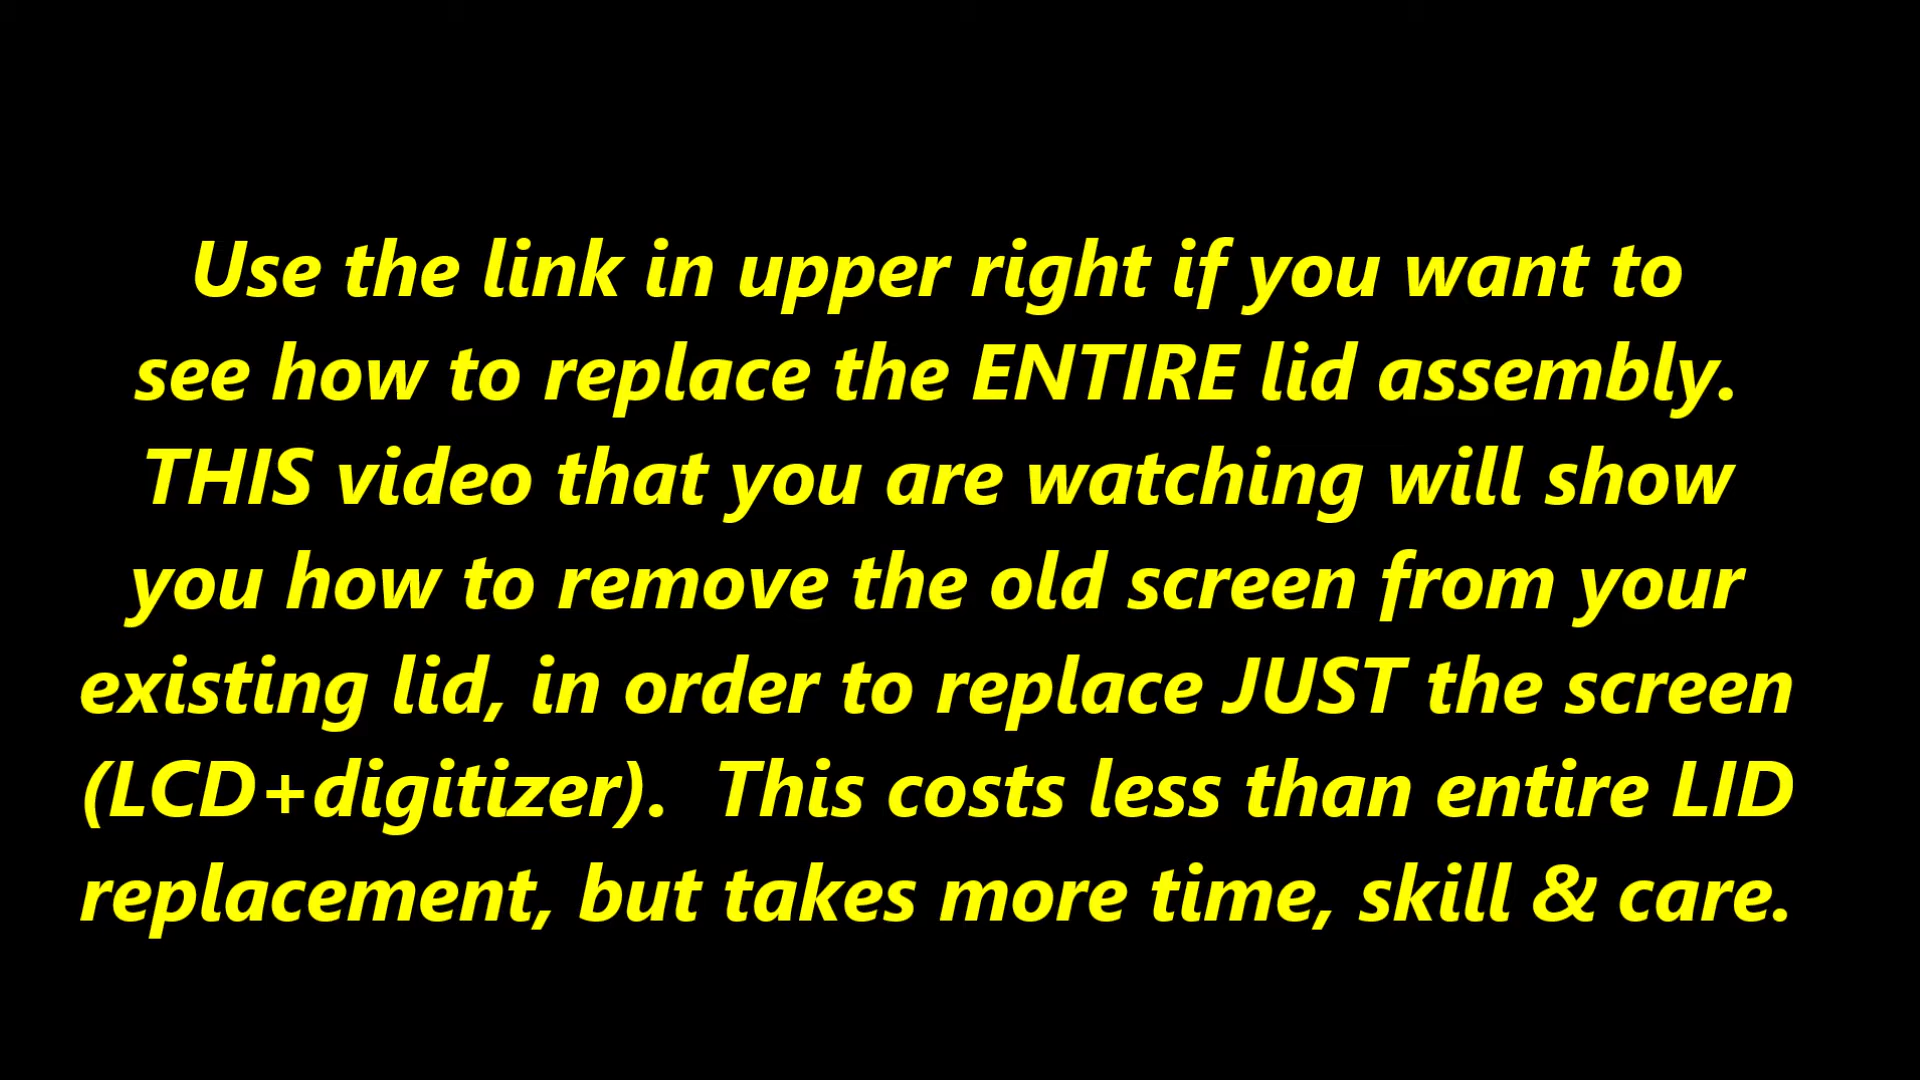 Use the link in upper right if you want to
see how to replace the ENTIRE lid assembly.
THIS video that you are watching will show
you how to remove the old screen from your
existing lid, in order to replace JUST the screen
(LCD+digitizer).  This costs less than entire LID
replacement, but takes more time, skill & care.